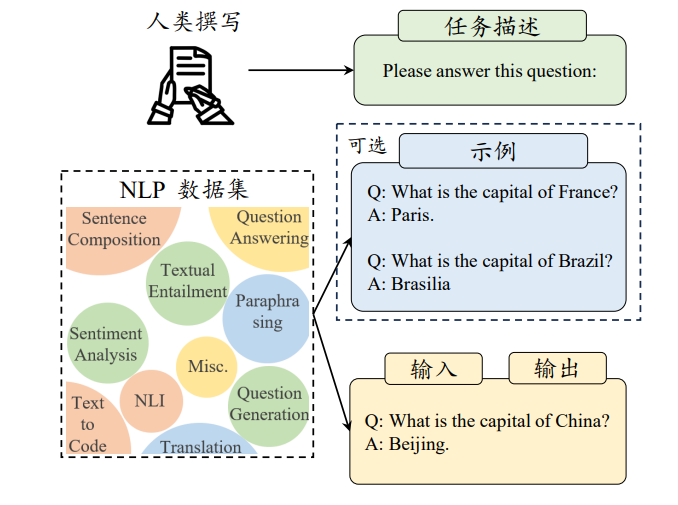 人类撰写
任务描述
Please answer this question:
可选
示例
Q: What is the capital of France?
A: Paris.
Q: What is the capital of Brazil?
A: Brasilia
NLP 数据集
Sentence
Composition
Question
Answering
Textual
Entailment
Paraphra
sing
Sentiment
Analysis
Misc.
NLI
Question
Generation
Text
to
Code
Translation
输入
输出
Q: What is the capital of China?
A: Beijing.